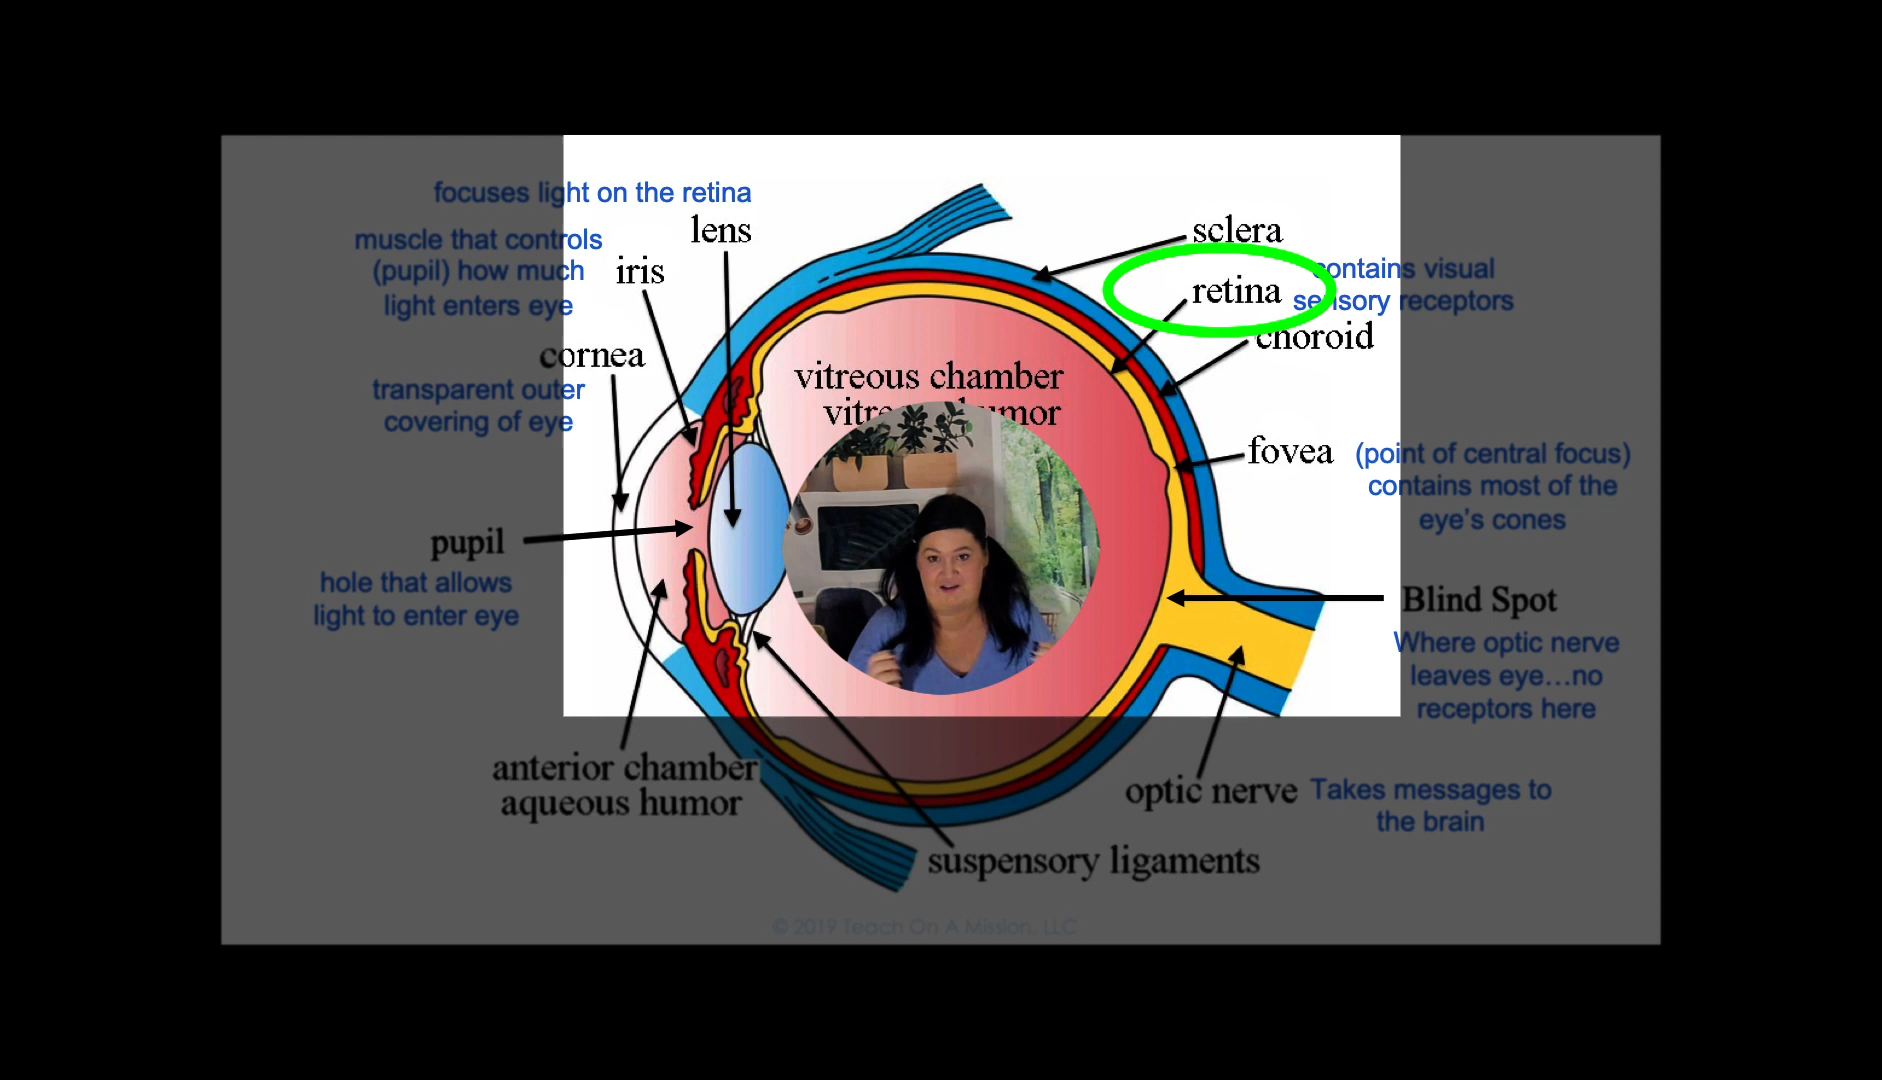 focuses light on the retina
lens
muscle that controls
(pupil) how much
light enters eye
iris
cornea
transparent outer
covering of eye
pupil
hole that allows
light to enter eye
anterior chamber
aqueous humor
vitreous chamber
sclera
retina
contains visual
sensory receptors
choroid
fovea
(point of central focus)
contains most of the
eye's cones
Blind Spot
Where optic nerve
leaves eye...no
receptors here
optic nerve
Takes messages to
the brain
suspensory ligaments
© 2019 Teach On A Mission, LLC